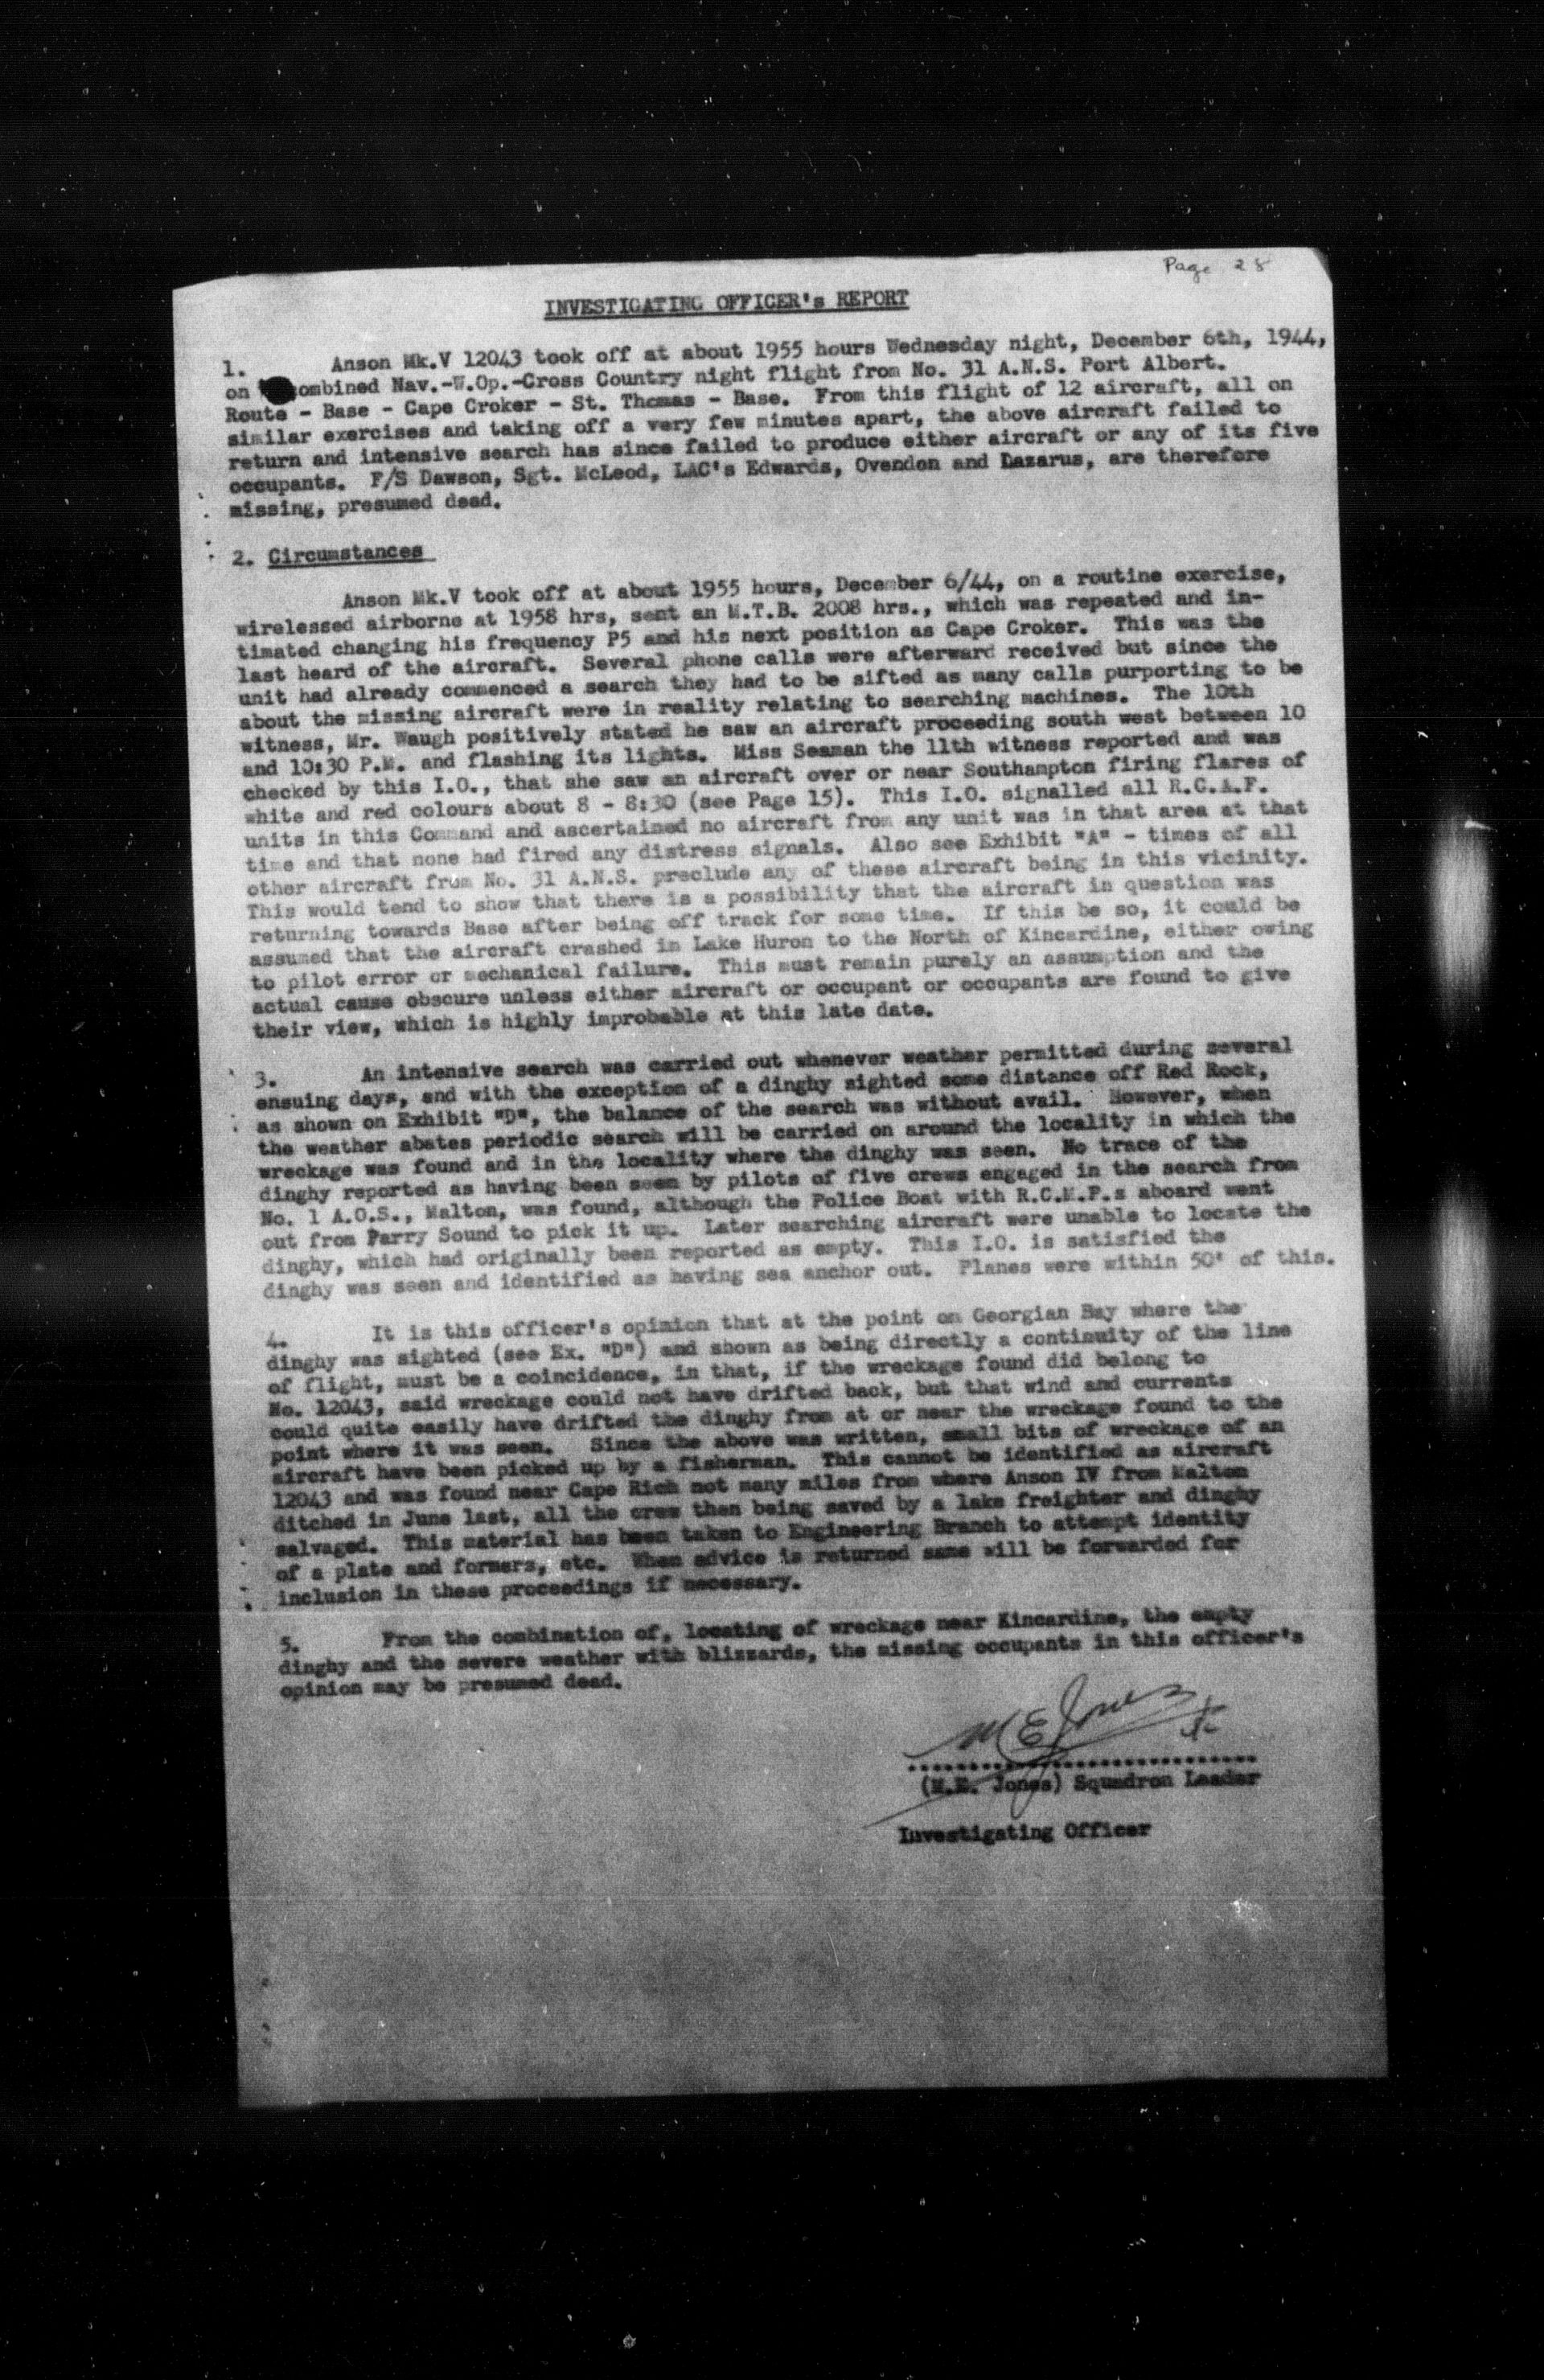 Page 28
INVESTIGATING OFFICER's REPORT
1. Anson Mk.V 12043 took off at about 1955 hours Wednesday night, December 6th, 1944,
on combined Nav.-W.Op.-Cross Country night flight from No. 31 A.N.S. Port Albert.
Route - Base - Cape Croker - St. Thomas - Base. From this flight of 12 aircraft, all on
similar exercises and taking off a very few minutes apart, the above aircraft failed to
return and intensive search has since failed to produce either aircraft or any of its five
occupants. F/S Dawson, Sgt. McLeod, LAC's Edwards, Ovendon and Lazarus, are therefore
missing, presumed dead.
2. Circumstances
Anson Mk.V took off at about 1955 hours, December 6/44, on a routine exercise,
wirelessed airborne at 1958 hrs, sent an M.T.B. 2008 hrs., which was repeated and in-
timated changing his frequency P5 and his next position as Cape Croker. This was the
last heard of the aircraft. Several phone calls were afterward received but since the
unit had already commenced a search they had to be sifted as many calls purporting to be
about the missing aircraft were in reality relating to searching machines. The 10th
witness, Mr. Waugh positively stated he saw an aircraft proceeding south west between 10
and 10:30 P.M. and flashing its lights. Miss Seaman the 11th witness reported and was
checked by this I.O., that she saw an aircraft over or near Southampton firing flares of
white and red colours about 8 - 8:30 (see Page 15). This I.O. signalled all R.C.A.F.
units in this Command and ascertained no aircraft from any unit was in that area at that
time and that none had fired any distress signals. Also see Exhibit "A" - times of all
other aircraft from No. 31 A.N.S. preclude any of these aircraft being in this vicinity.
This would tend to show that there is a possibility that the aircraft in question was
returning towards Base after being off track for some time. If this be so, it could be
assumed that the aircraft crashed in Lake Huron to the North of Kincardine, either owing
to pilot error or mechanical failure. This must remain purely an assumption and the
actual cause obscure unless either aircraft or occupant or occupants are found to give
their view, which is highly improbable at this late date.
3. An intensive search was carried out whenever weather permitted during several
ensuing days, and with the exception of a dinghy sighted some distance off Red Rock,
as shown on Exhibit "D", the balance of the search was without avail. However, when
the weather abates periodic search will be carried on around the locality in which the
wreckage was found and in the locality where the dinghy was seen. No trace of the
dinghy reported as having been seen by pilots of five crews engaged in the search from
No. 1 A.O.S., Malton, was found, although the Police Boat with R.C.M.P.s aboard went
out from Parry Sound to pick it up. Later searching aircraft were unable to locate the
dinghy, which had originally been reported as empty. This I.O. is satisfied the
dinghy was seen and identified as having sea anchor out. Planes were within 50' of this.
4. It is this officer's opinion that at the point on Georgian Bay where the
dinghy was sighted (see Ex. "D") and shown as being directly a continuity of the line
of flight, must be a coincidence, in that, if the wreckage found did belong to
No. 12043, said wreckage could not have drifted back, but that wind and currents
could quite easily have drifted the dinghy from at or near the wreckage found to the
point where it was seen. Since the above was written, small bits of wreckage of an
aircraft have been picked up by a fisherman. This cannot be identified as aircraft
12043 and was found near Cape Rich not many miles from where Anson IV from Malton
ditched in June last, all the crew then being saved by a lake freighter and dinghy
salvaged. This material has been taken to Engineering Branch to attempt identity
of a plate and formers, etc. When advice is returned same will be forwarded for
inclusion in these proceedings if necessary.
5. From the combination of, locating of wreckage near Kincardine, the empty
dinghy and the severe weather with blizzards, the missing occupants in this officer's
opinion may be presumed dead.
M E Jones
(M.E. Jones) Squadron Leader
Investigating Officer